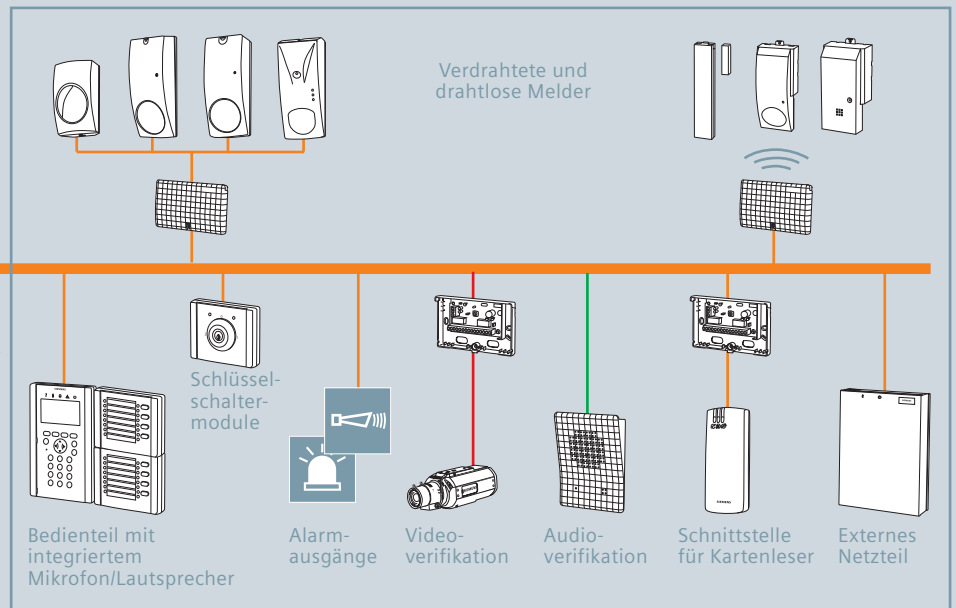 Verdrahtete und
drahtlose Melder
Schlüssel-
schalter-
module
Bedienteil mit
integriertem
Mikrofon/Lautsprecher
Alarm-
ausgänge
Video-
verifikation
Audio-
verifikation
Schnittstelle
für Kartenleser
Externes
Netzteil
SIEMENS